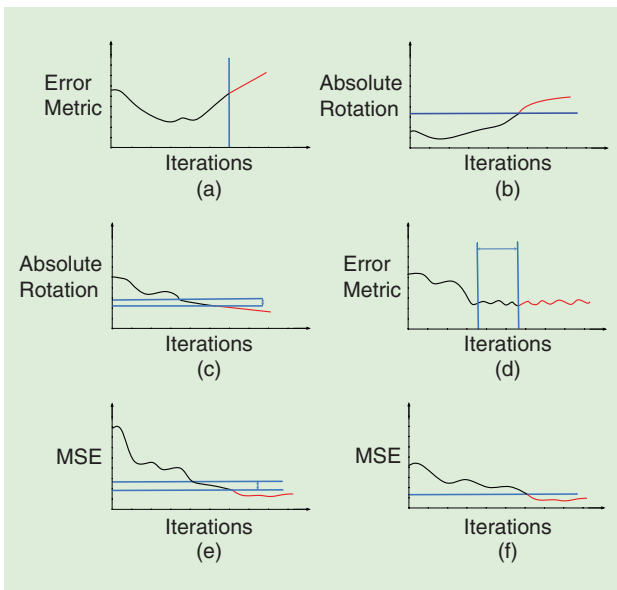 Error
Metric
Iterations
(a)
Absolute
Rotation
Iterations
(b)
Absolute
Rotation
Iterations
(c)
Error
Metric
Iterations
(d)
MSE
Iterations
(e)
MSE
Iterations
(f)